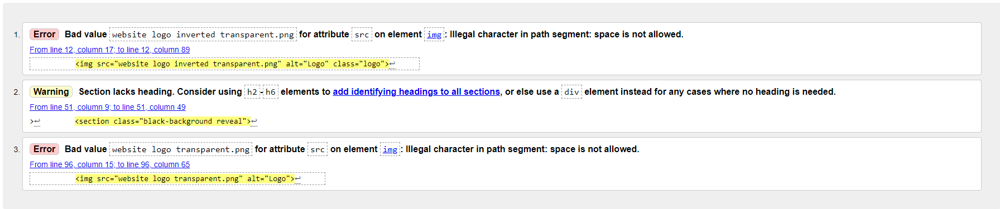 1. Error Bad value website logo inverted transparent.png for attribute src on element img: Illegal character in path segment: space is not allowed.
From line 12, column 17; to line 12, column 89
<img src="website logo inverted transparent.png" alt="Logo" class="logo">↩
2. Warning Section lacks heading. Consider using h2-h6 elements to add identifying headings to all sections, or else use a div element instead for any cases where no heading is needed.
From line 51, column 9; to line 51, column 49
>↩ <section class="black-background reveal">↩
3. Error Bad value website logo transparent.png for attribute src on element img: Illegal character in path segment: space is not allowed.
From line 96, column 15; to line 96, column 65
<img src="website logo transparent.png" alt="Logo">↩